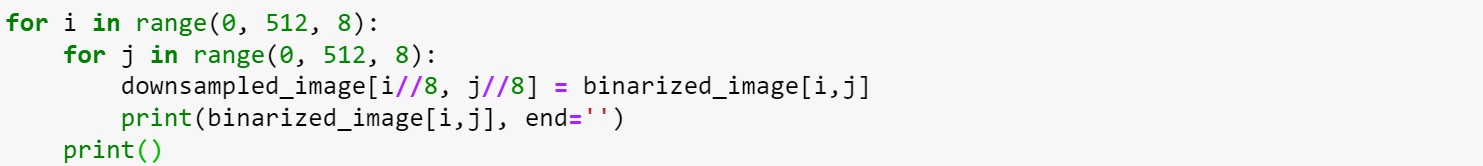 for i in range(0, 512, 8):
    for j in range(0, 512, 8):
        downsampled_image[i//8, j//8] = binarized_image[i,j]
        print(binarized_image[i,j], end='')
    print()